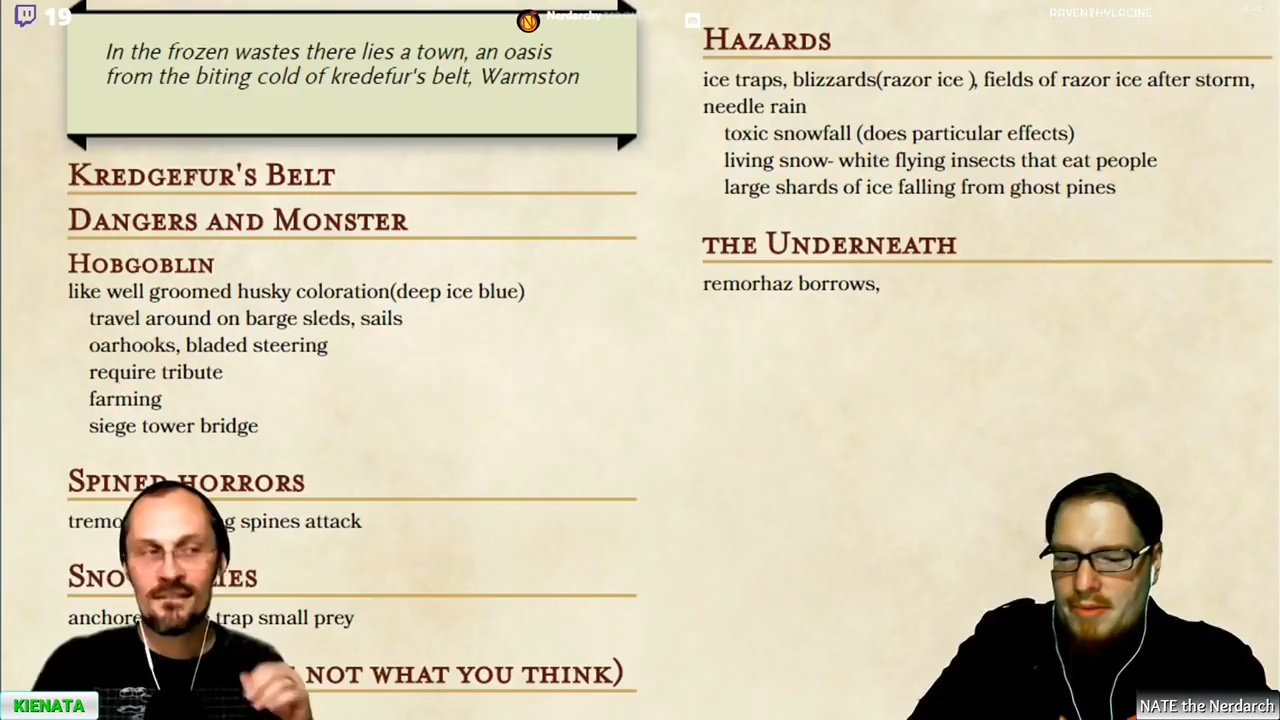 19
Nerdarchy
RAVENTHYLACINE
In the frozen wastes there lies a town, an oasis
from the biting cold of kredefur's belt, Warmston
Kredgefur's Belt
Dangers and Monster
Hobgoblin
like well groomed husky coloration(deep ice blue)
travel around on barge sleds, sails
oarhooks, bladed steering
require tribute
farming
siege tower bridge
Spined horrors
spines attack
trap small prey
not what you think)
Hazards
ice traps, blizzards(razor ice ), fields of razor ice after storm,
needle rain
toxic snowfall (does particular effects)
living snow- white flying insects that eat people
large shards of ice falling from ghost pines
the Underneath
remorhaz borrows,
KIENATA
NATE the Nerdarch